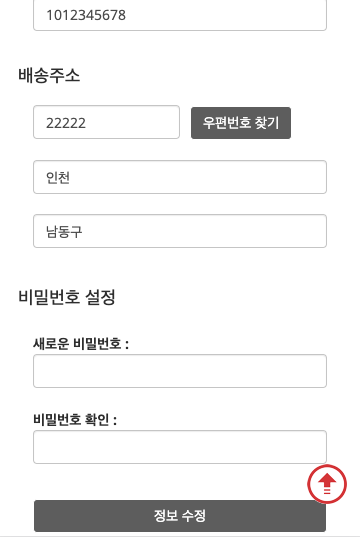 1012345678
배송주소
22222
우편번호 찾기
인천
남동구
비밀번호 설정
새로운 비밀번호 :
비밀번호 확인 :
정보 수정